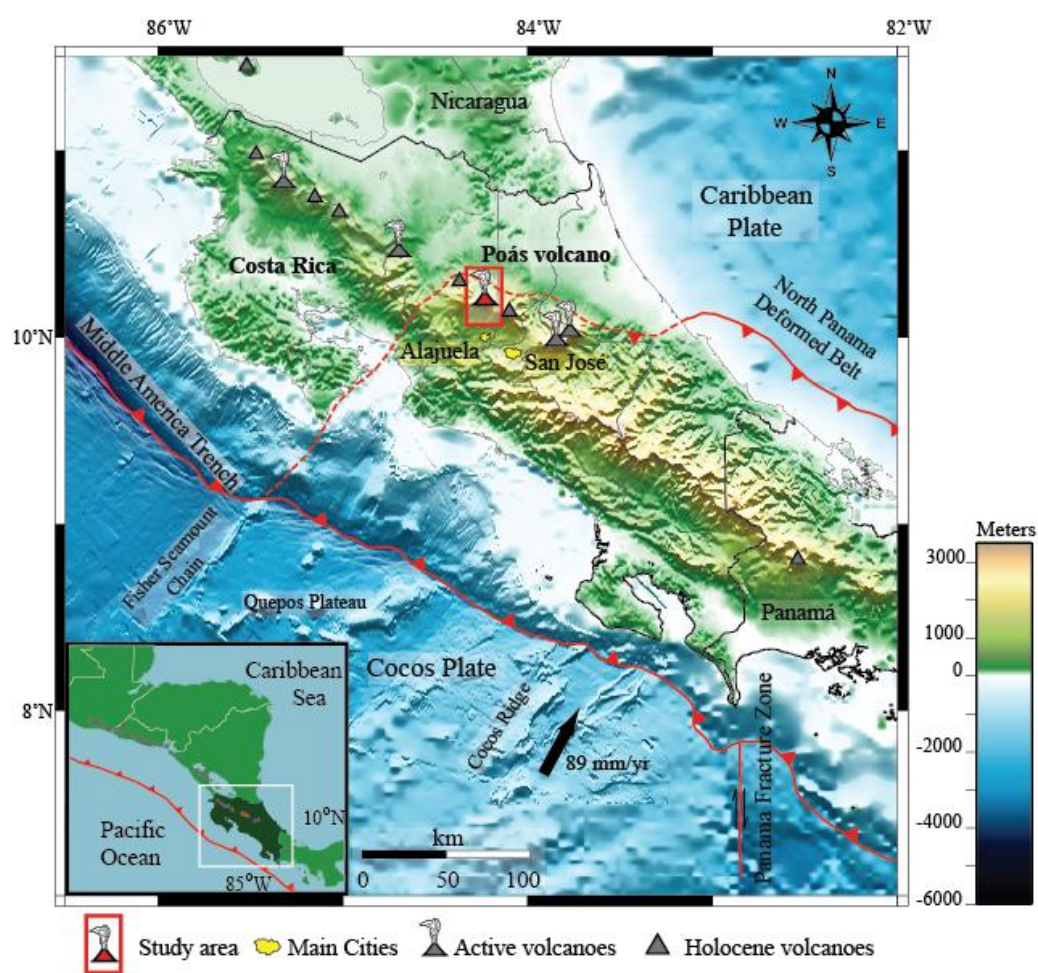 86°W
84°W
82°W
Nicaragua
N
W
E
S
Caribbean
Plate
Costa Rica
Poás volcano
North Panama
Deformed Belt
10°N
Alajuela
San José
Middle America Trench
Fisher Seamount
Chain
Quepos Plateau
Panamá
Meters
3000
1000
0
-2000
-4000
-6000
Cocos Plate
8°N
Cocos Ridge
89 mm/yr
Panama Fracture Zone
Caribbean
Sea
10°N
Pacific
Ocean
85°W
km
0
50
100
Study area
Main Cities
Active volcanoes
Holocene volcanoes